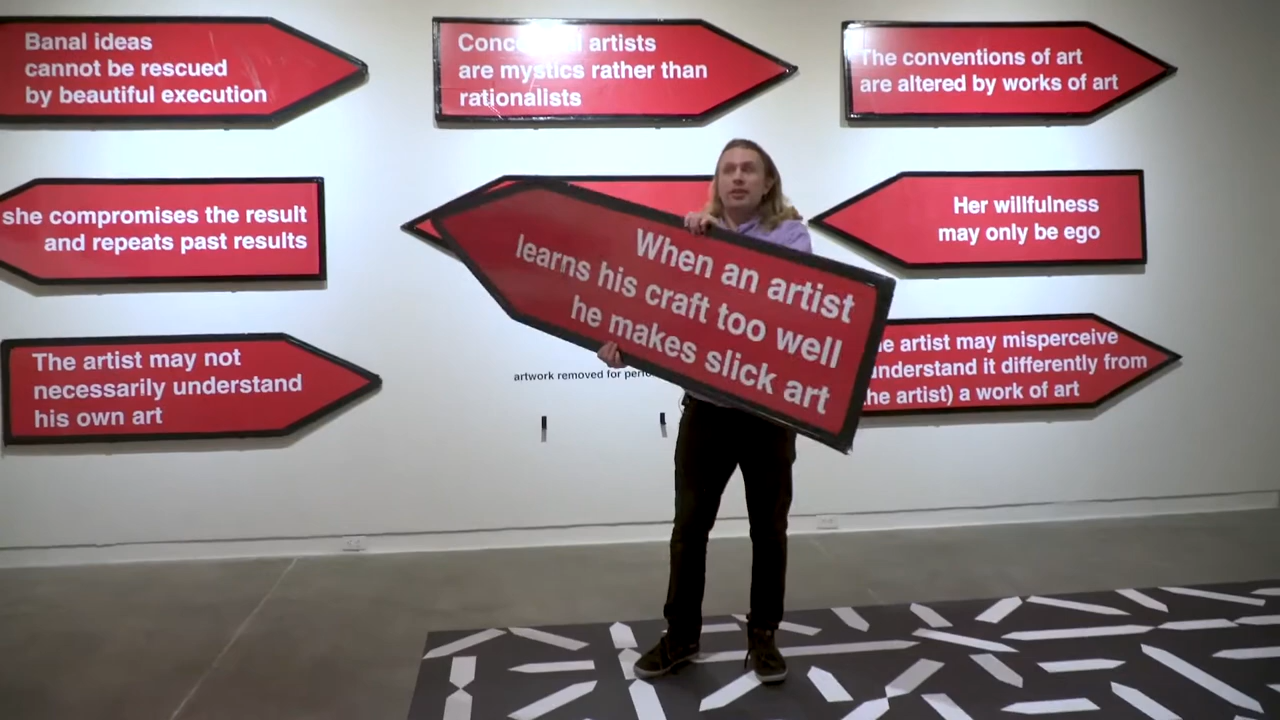 Banal ideas
cannot be rescued
by beautiful execution
artists
are mystics rather than
rationalists
The conventions of art
are altered by works of art
she compromises the result
and repeats past results
When an artist
learns his craft too well
he makes slick art
Her willfulness
may only be ego
The artist may not
necessarily understand
his own art
artwork removed for
artist may misperceive
understand it differently from
the artist) a work of art